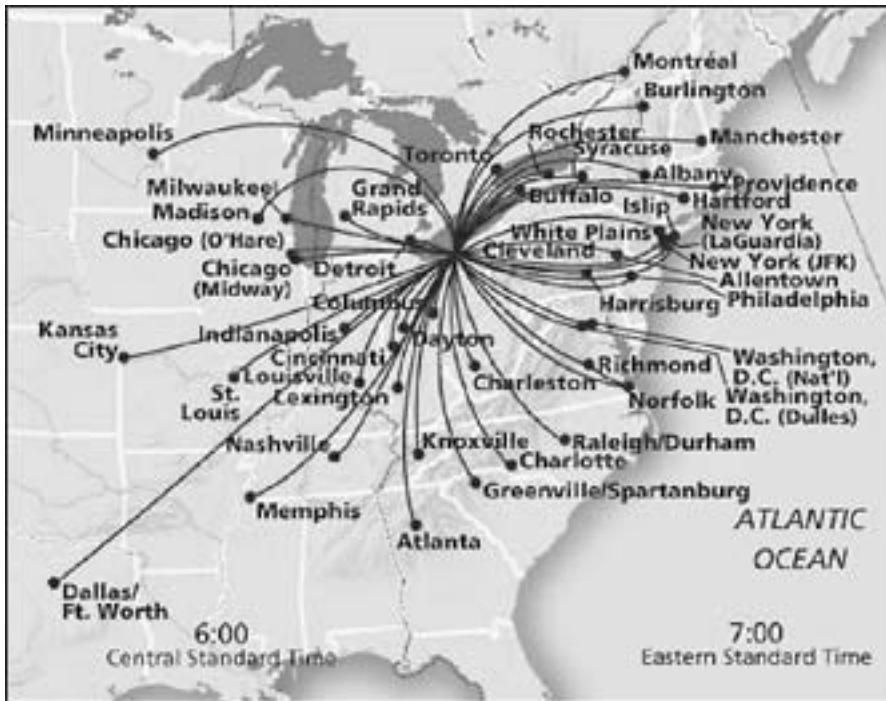 Montréal
Burlington
Minneapolis
Rochester
Manchester
Syracuse
Toronto
Albany
Milwaukee
Grand
Rapids
Providence
Buffalo
Hartford
Madison
Islip
New York
(LaGuardia)
Chicago (O'Hare)
White Plains
Cleveland
New York (JFK)
Chicago
(Midway)
Detroit
Allentown
Columbus
Harrisburg
Philadelphia
Kansas
City
Indianapolis
Dayton
Cincinnati
Richmond
Washington,
D.C. (Nat'l)
Louisville
Charleston
St.
Louis
Lexington
Norfolk
Washington,
D.C. (Dulles)
Nashville
Knoxville
Raleigh/Durham
Charlotte
Greenville/Spartanburg
Memphis
Atlanta
ATLANTIC
OCEAN
Dallas/
Ft. Worth
6:00
Central Standard Time
7:00
Eastern Standard Time